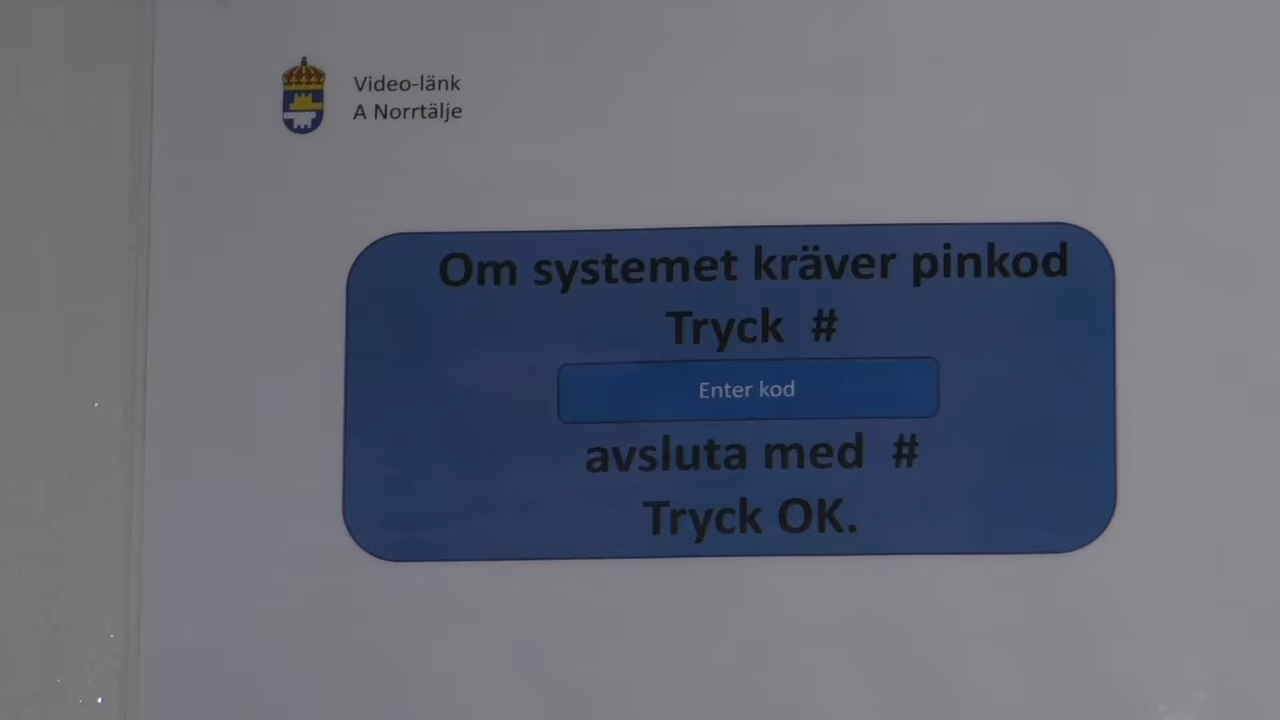 Video-länk
A Norrtälje
Om systemet kräver pinkod
Tryck #
Enter kod
avsluta med #
Tryck OK.